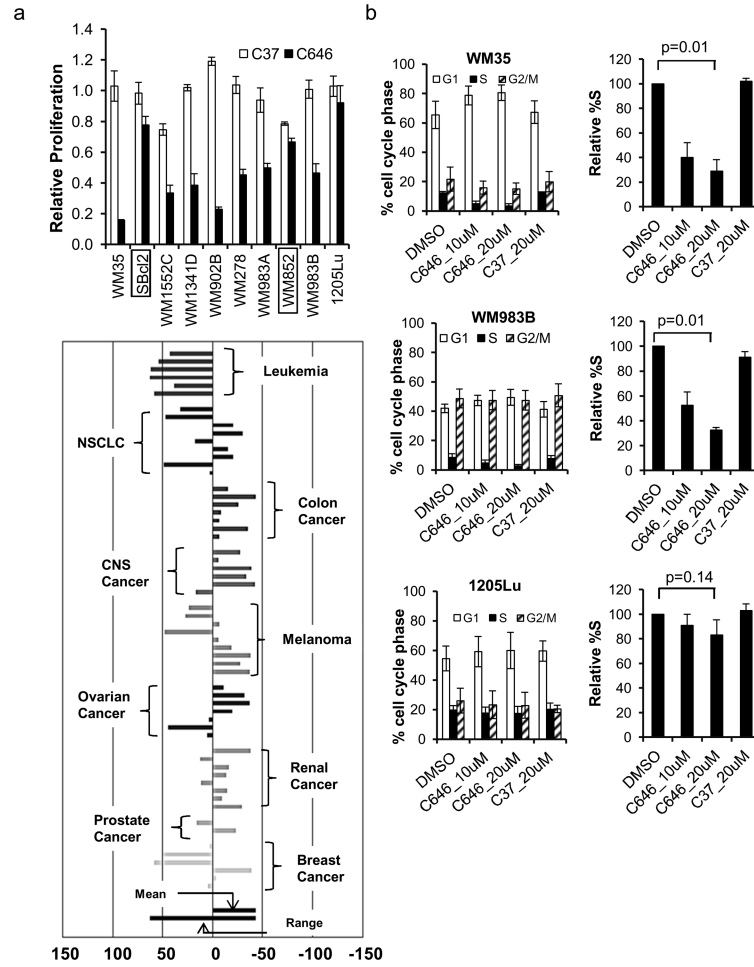 a
1.4
1.2
1.0
0.8
0.6
0.4
0.2
0.0
Relative Proliferation
C37 C646
WM35
SBcl2
WM1552C
WM1341D
WM902B
WM278
WM983A
WM852
WM983B
1205Lu
Leukemia
NSCLC
Colon
Cancer
CNS
Cancer
Melanoma
Ovarian
Cancer
Renal
Cancer
Prostate
Cancer
Breast
Cancer
Mean
Range
150 100 50 0 -50 -100 -150
b
WM35
G1 S G2/M
% cell cycle phase
100
80
60
40
20
0
DMSO
C646_10uM
C646_20uM
C37_20uM
p=0.01
Relative %S
120
100
80
60
40
20
0
DMSO
C646_10uM
C646_20uM
C37_20uM
WM983B
G1 S G2/M
% cell cycle phase
100
80
60
40
20
0
DMSO
C646_10uM
C646_20uM
C37_20uM
p=0.01
Relative %S
120
100
80
60
40
20
0
DMSO
C646_10uM
C646_20uM
C37_20uM
1205Lu
G1 S G2/M
% cell cycle phase
100
80
60
40
20
0
DMSO
C646_10uM
C646_20uM
C37_20uM
p=0.14
Relative %S
120
100
80
60
40
20
0
DMSO
C646_10uM
C646_20uM
C37_20uM